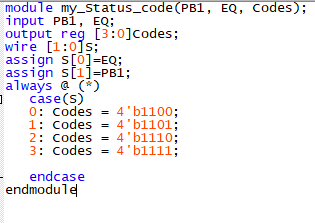 module my_Status_code(PB1, EQ, Codes);
input PB1, EQ;
output reg [3:0]Codes;
wire [1:0]S;
assign S[0]=EQ;
assign S[1]=PB1;
always @ (*)
case(S)
0: Codes = 4'b1100;
1: Codes = 4'b1101;
2: Codes = 4'b1110;
3: Codes = 4'b1111;
endcase
endmodule